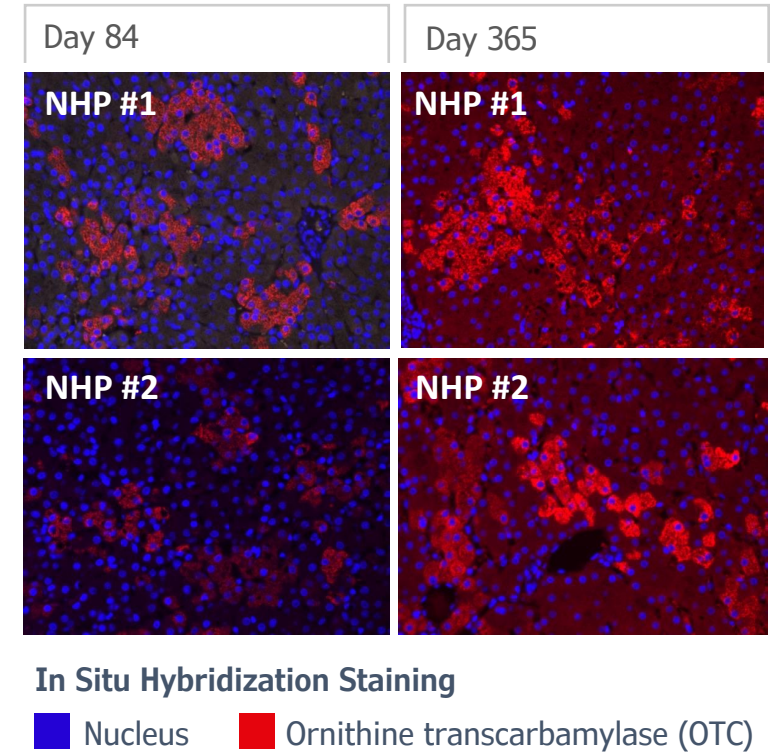 Day 84
Day 365
NHP #1
NHP #1
NHP #2
NHP #2
In Situ Hybridization Staining
Nucleus
Ornithine transcarbamylase (OTC)